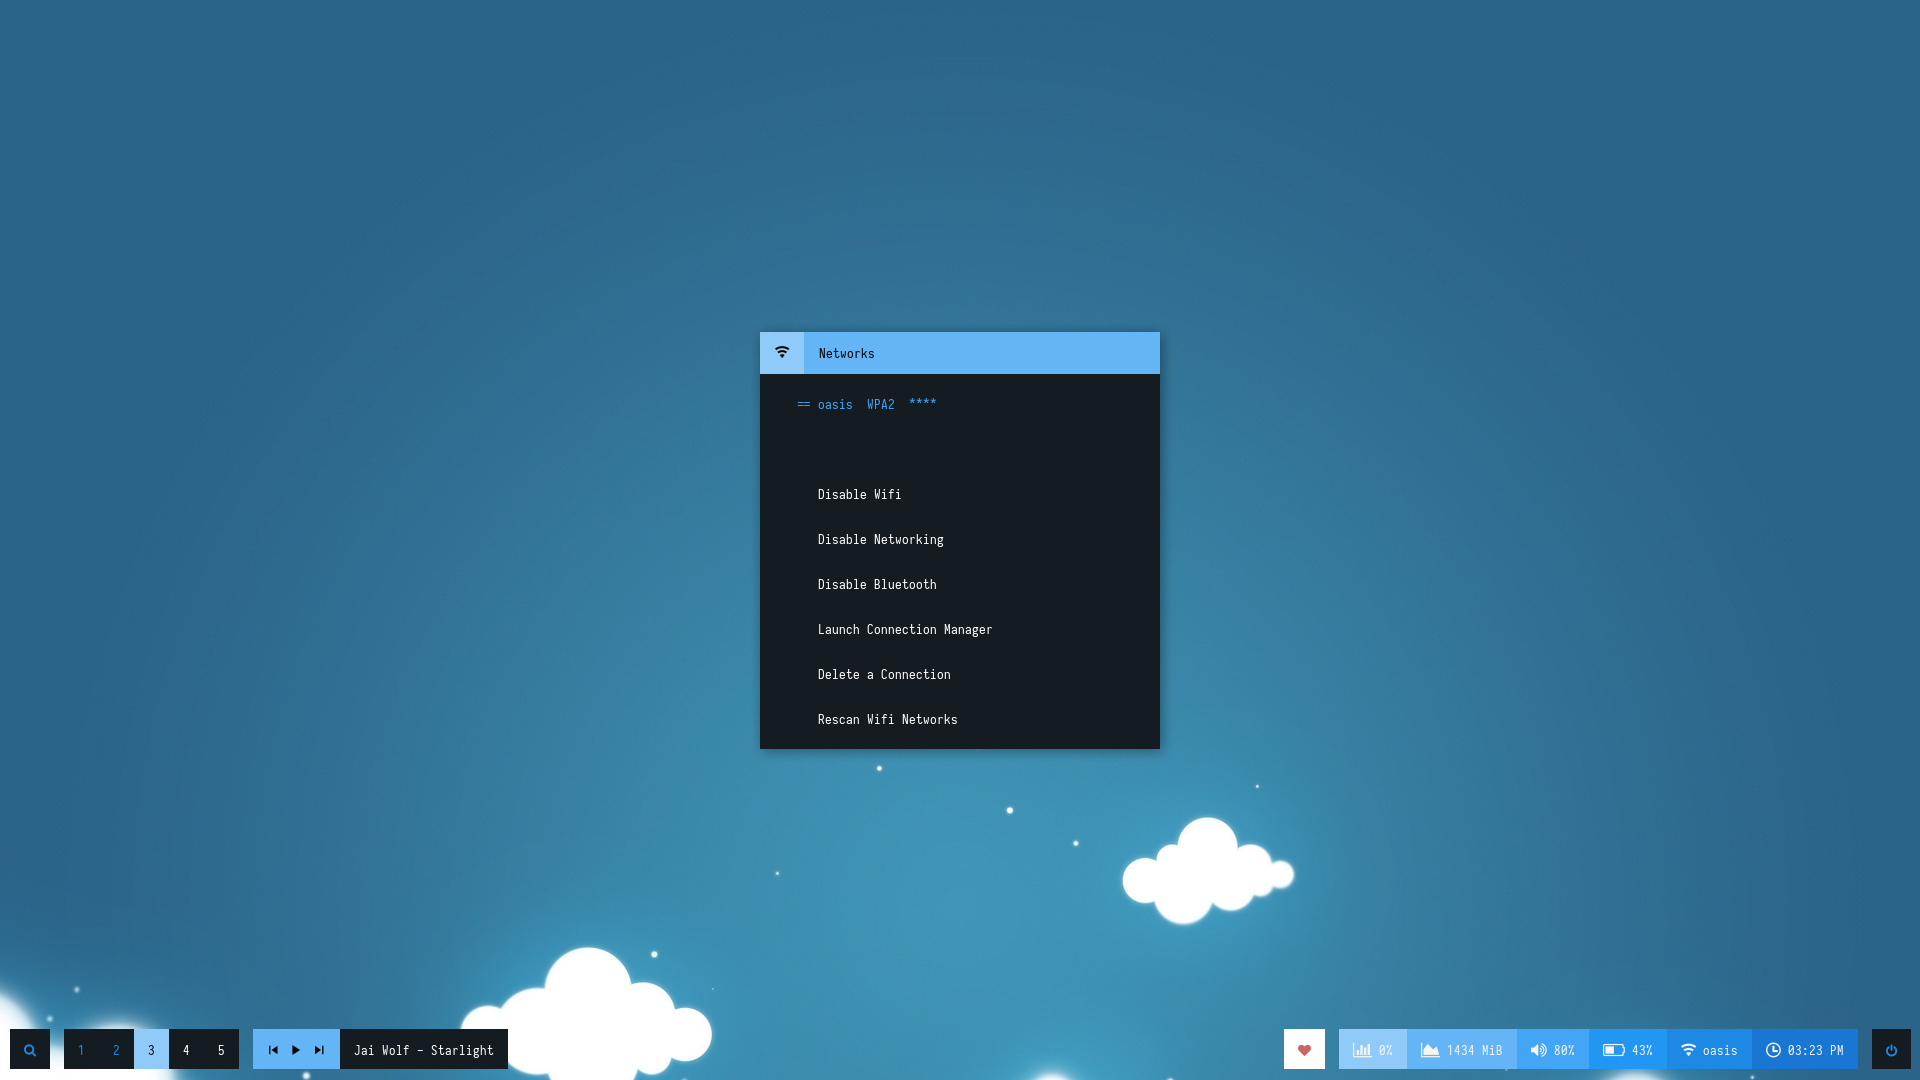 Networks
== oasis  WPA2  ****
Disable Wifi
Disable Networking
Disable Bluetooth
Launch Connection Manager
Delete a Connection
Rescan Wifi Networks
1 2 3 4 5 Jai Wolf - Starlight 0% 1434 MiB 80% 43% oasis 03:23 PM